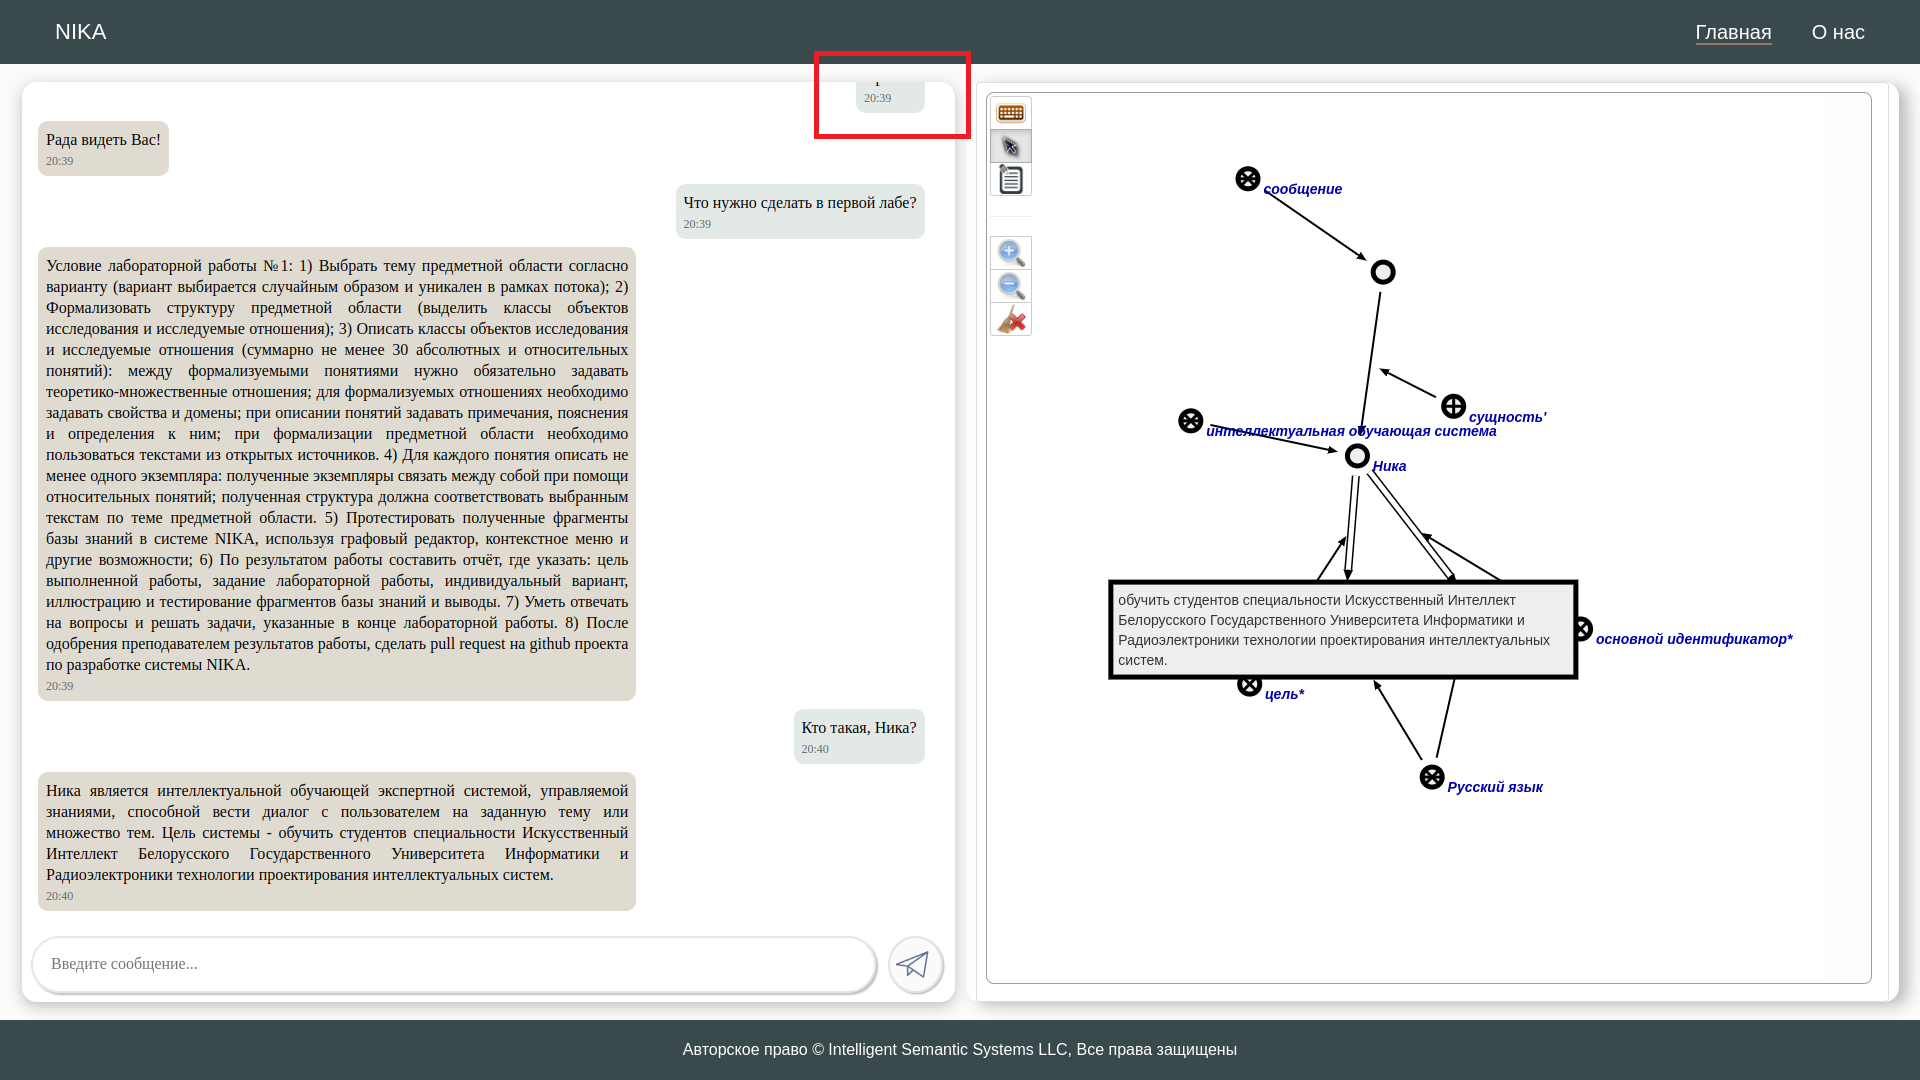 NIKA
Главная
О нас
20:39
Рада видеть Вас!
20:39
Что нужно сделать в первой лабе?
20:39
Условие лабораторной работы №1: 1) Выбрать тему предметной области согласно
варианту (вариант выбирается случайным образом и уникален в рамках потока); 2)
Формализовать структуру предметной области (выделить классы объектов
исследования и исследуемые отношения); 3) Описать классы объектов исследования
и исследуемые отношения (суммарно не менее 30 абсолютных и относительных
понятий): между формализуемыми понятиями нужно обязательно задавать
теоретико-множественные отношения; для формализуемых отношениях необходимо
задавать свойства и домены; при описании понятий задавать примечания, пояснения
и определения к ним; при формализации предметной области необходимо
пользоваться текстами из открытых источников. 4) Для каждого понятия описать не
менее одного экземпляра: полученные экземпляры связать между собой при помощи
относительных понятий; полученная структура должна соответствовать выбранным
текстам по теме предметной области. 5) Протестировать полученные фрагменты
базы знаний в системе NIKA, используя графовый редактор, контекстное меню и
другие возможности; 6) По результатом работы составить отчёт, где указать: цель
выполненной работы, задание лабораторной работы, индивидуальный вариант,
иллюстрацию и тестирование фрагментов базы знаний и выводы. 7) Уметь отвечать
на вопросы и решать задачи, указанные в конце лабораторной работы. 8) После
одобрения преподавателем результатов работы, сделать pull request на github проекта
по разработке системы NIKA.
20:39
Кто такая, Ника?
20:40
Ника является интеллектуальной обучающей экспертной системой, управляемой
знаниями, способной вести диалог с пользователем на заданную тему или
множество тем. Цель системы - обучить студентов специальности Искусственный
Интеллект Белорусского Государственного Университета Информатики и
Радиоэлектроники технологии проектирования интеллектуальных систем.
20:40
Введите сообщение...
сообщение
сущность'
интеллектуальная обучающая система
Ника
обучить студентов специальности Искусственный Интеллект
Белорусского Государственного Университета Информатики и
Радиоэлектроники технологии проектирования интеллектуальных
систем.
основной идентификатор*
цель*
Русский язык
Авторское право © Intelligent Semantic Systems LLC, Все права защищены